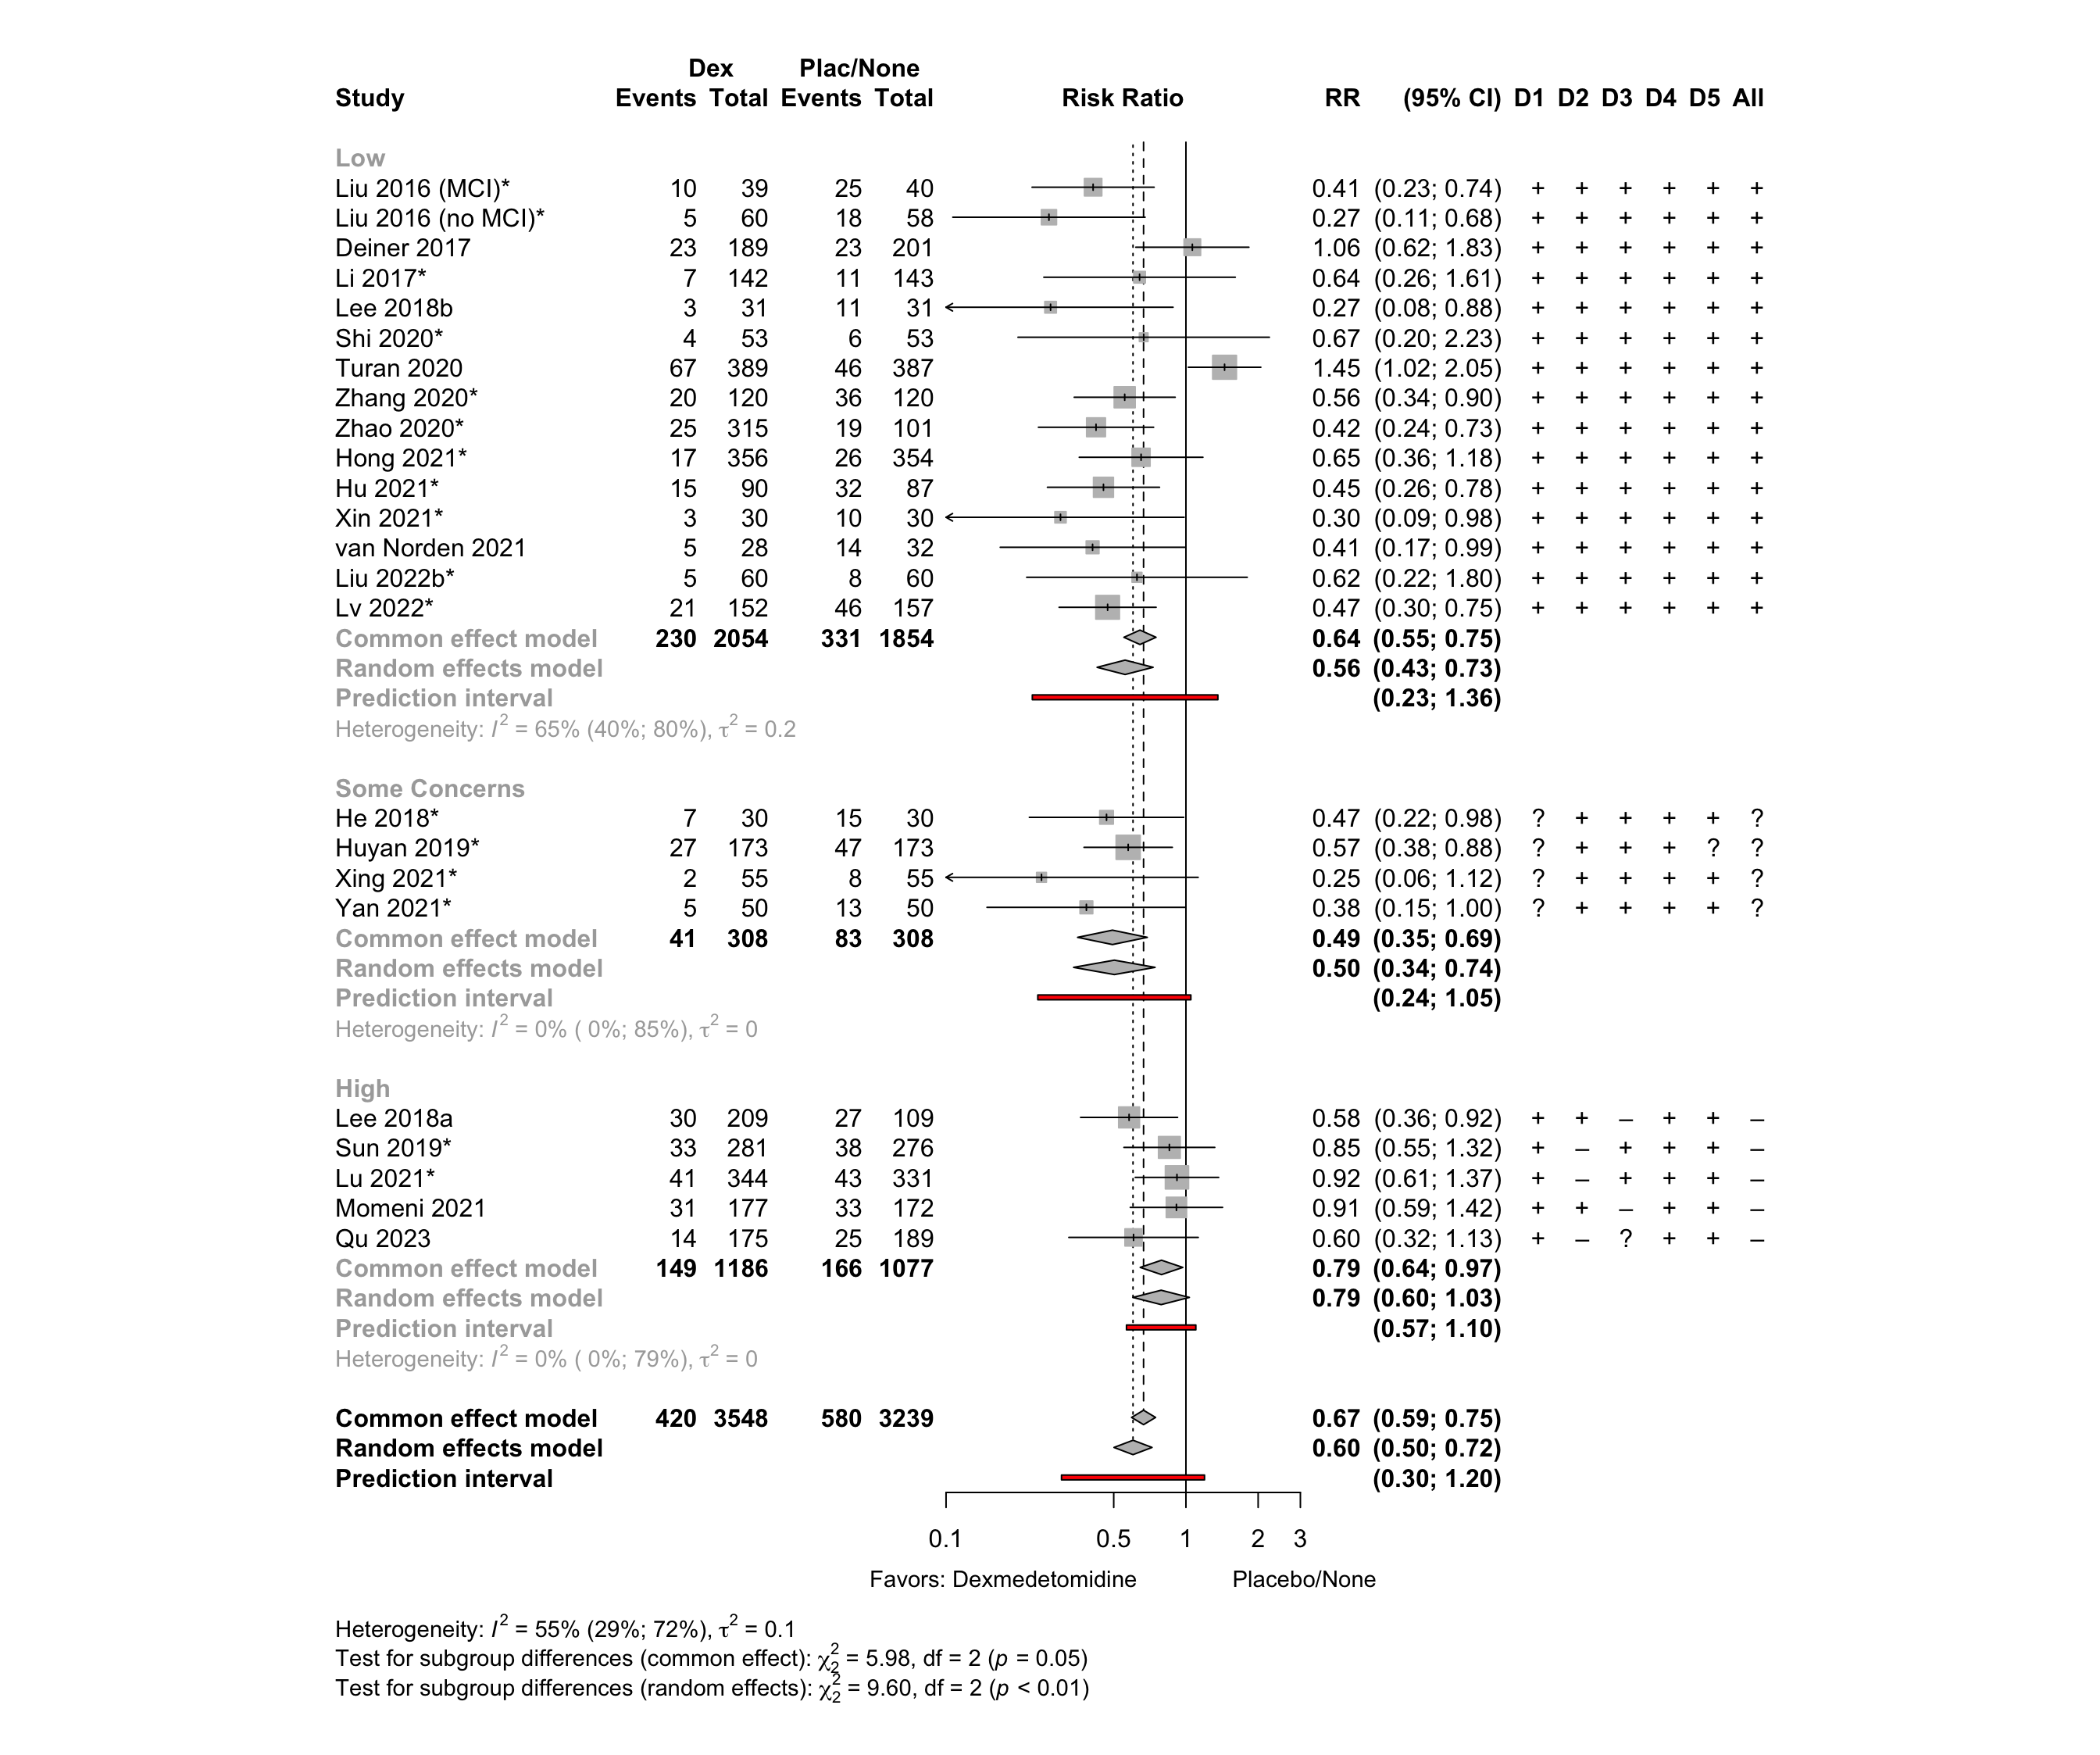 Dex Plac/None
Study Events Total Events Total Risk Ratio RR (95% CI) D1 D2 D3 D4 D5 All
Low
Liu 2016 (MCI)* 10 39 25 40 0.41 (0.23; 0.74) + + + + + +
Liu 2016 (no MCI)* 5 60 18 58 0.27 (0.11; 0.68) + + + + + +
Deiner 2017 23 189 23 201 1.06 (0.62; 1.83) + + + + + +
Li 2017* 7 142 11 143 0.64 (0.26; 1.61) + + + + + +
Lee 2018b 3 31 11 31 0.27 (0.08; 0.88) + + + + + +
Shi 2020* 4 53 6 53 0.67 (0.20; 2.23) + + + + + +
Turan 2020 67 389 46 387 1.45 (1.02; 2.05) + + + + + +
Zhang 2020* 20 120 36 120 0.56 (0.34; 0.90) + + + + + +
Zhao 2020* 25 315 19 101 0.42 (0.24; 0.73) + + + + + +
Hong 2021* 17 356 26 354 0.65 (0.36; 1.18) + + + + + +
Hu 2021* 15 90 32 87 0.45 (0.26; 0.78) + + + + + +
Xin 2021* 3 30 10 30 0.30 (0.09; 0.98) + + + + + +
van Norden 2021 5 28 14 32 0.41 (0.17; 0.99) + + + + + +
Liu 2022b* 5 60 8 60 0.62 (0.22; 1.80) + + + + + +
Lv 2022* 21 152 46 157 0.47 (0.30; 0.75) + + + + + +
Common effect model 230 2054 331 1854 0.64 (0.55; 0.75)
Random effects model 0.56 (0.43; 0.73)
Prediction interval (0.23; 1.36)
Heterogeneity: I² = 65% (40%; 80%), τ² = 0.2
Some Concerns
He 2018* 7 30 15 30 0.47 (0.22; 0.98) ? + + + + ?
Huyan 2019* 27 173 47 173 0.57 (0.38; 0.88) ? + + + ? ?
Xing 2021* 2 55 8 55 0.25 (0.06; 1.12) ? + + + + ?
Yan 2021* 5 50 13 50 0.38 (0.15; 1.00) ? + + + + ?
Common effect model 41 308 83 308 0.49 (0.35; 0.69)
Random effects model 0.50 (0.34; 0.74)
Prediction interval (0.24; 1.05)
Heterogeneity: I² = 0% ( 0%; 85%), τ² = 0
High
Lee 2018a 30 209 27 109 0.58 (0.36; 0.92) + + – + + –
Sun 2019* 33 281 38 276 0.85 (0.55; 1.32) + – + + + –
Lu 2021* 41 344 43 331 0.92 (0.61; 1.37) + – + + + –
Momeni 2021 31 177 33 172 0.91 (0.59; 1.42) + + – + + –
Qu 2023 14 175 25 189 0.60 (0.32; 1.13) + – ? + + –
Common effect model 149 1186 166 1077 0.79 (0.64; 0.97)
Random effects model 0.79 (0.60; 1.03)
Prediction interval (0.57; 1.10)
Heterogeneity: I² = 0% ( 0%; 79%), τ² = 0
Common effect model 420 3548 580 3239 0.67 (0.59; 0.75)
Random effects model 0.60 (0.50; 0.72)
Prediction interval (0.30; 1.20)
0.1 0.5 1 2 3
Favors: Dexmedetomidine Placebo/None
Heterogeneity: I² = 55% (29%; 72%), τ² = 0.1
Test for subgroup differences (common effect): χ²₂ = 5.98, df = 2 (p = 0.05)
Test for subgroup differences (random effects): χ²₂ = 9.60, df = 2 (p < 0.01)